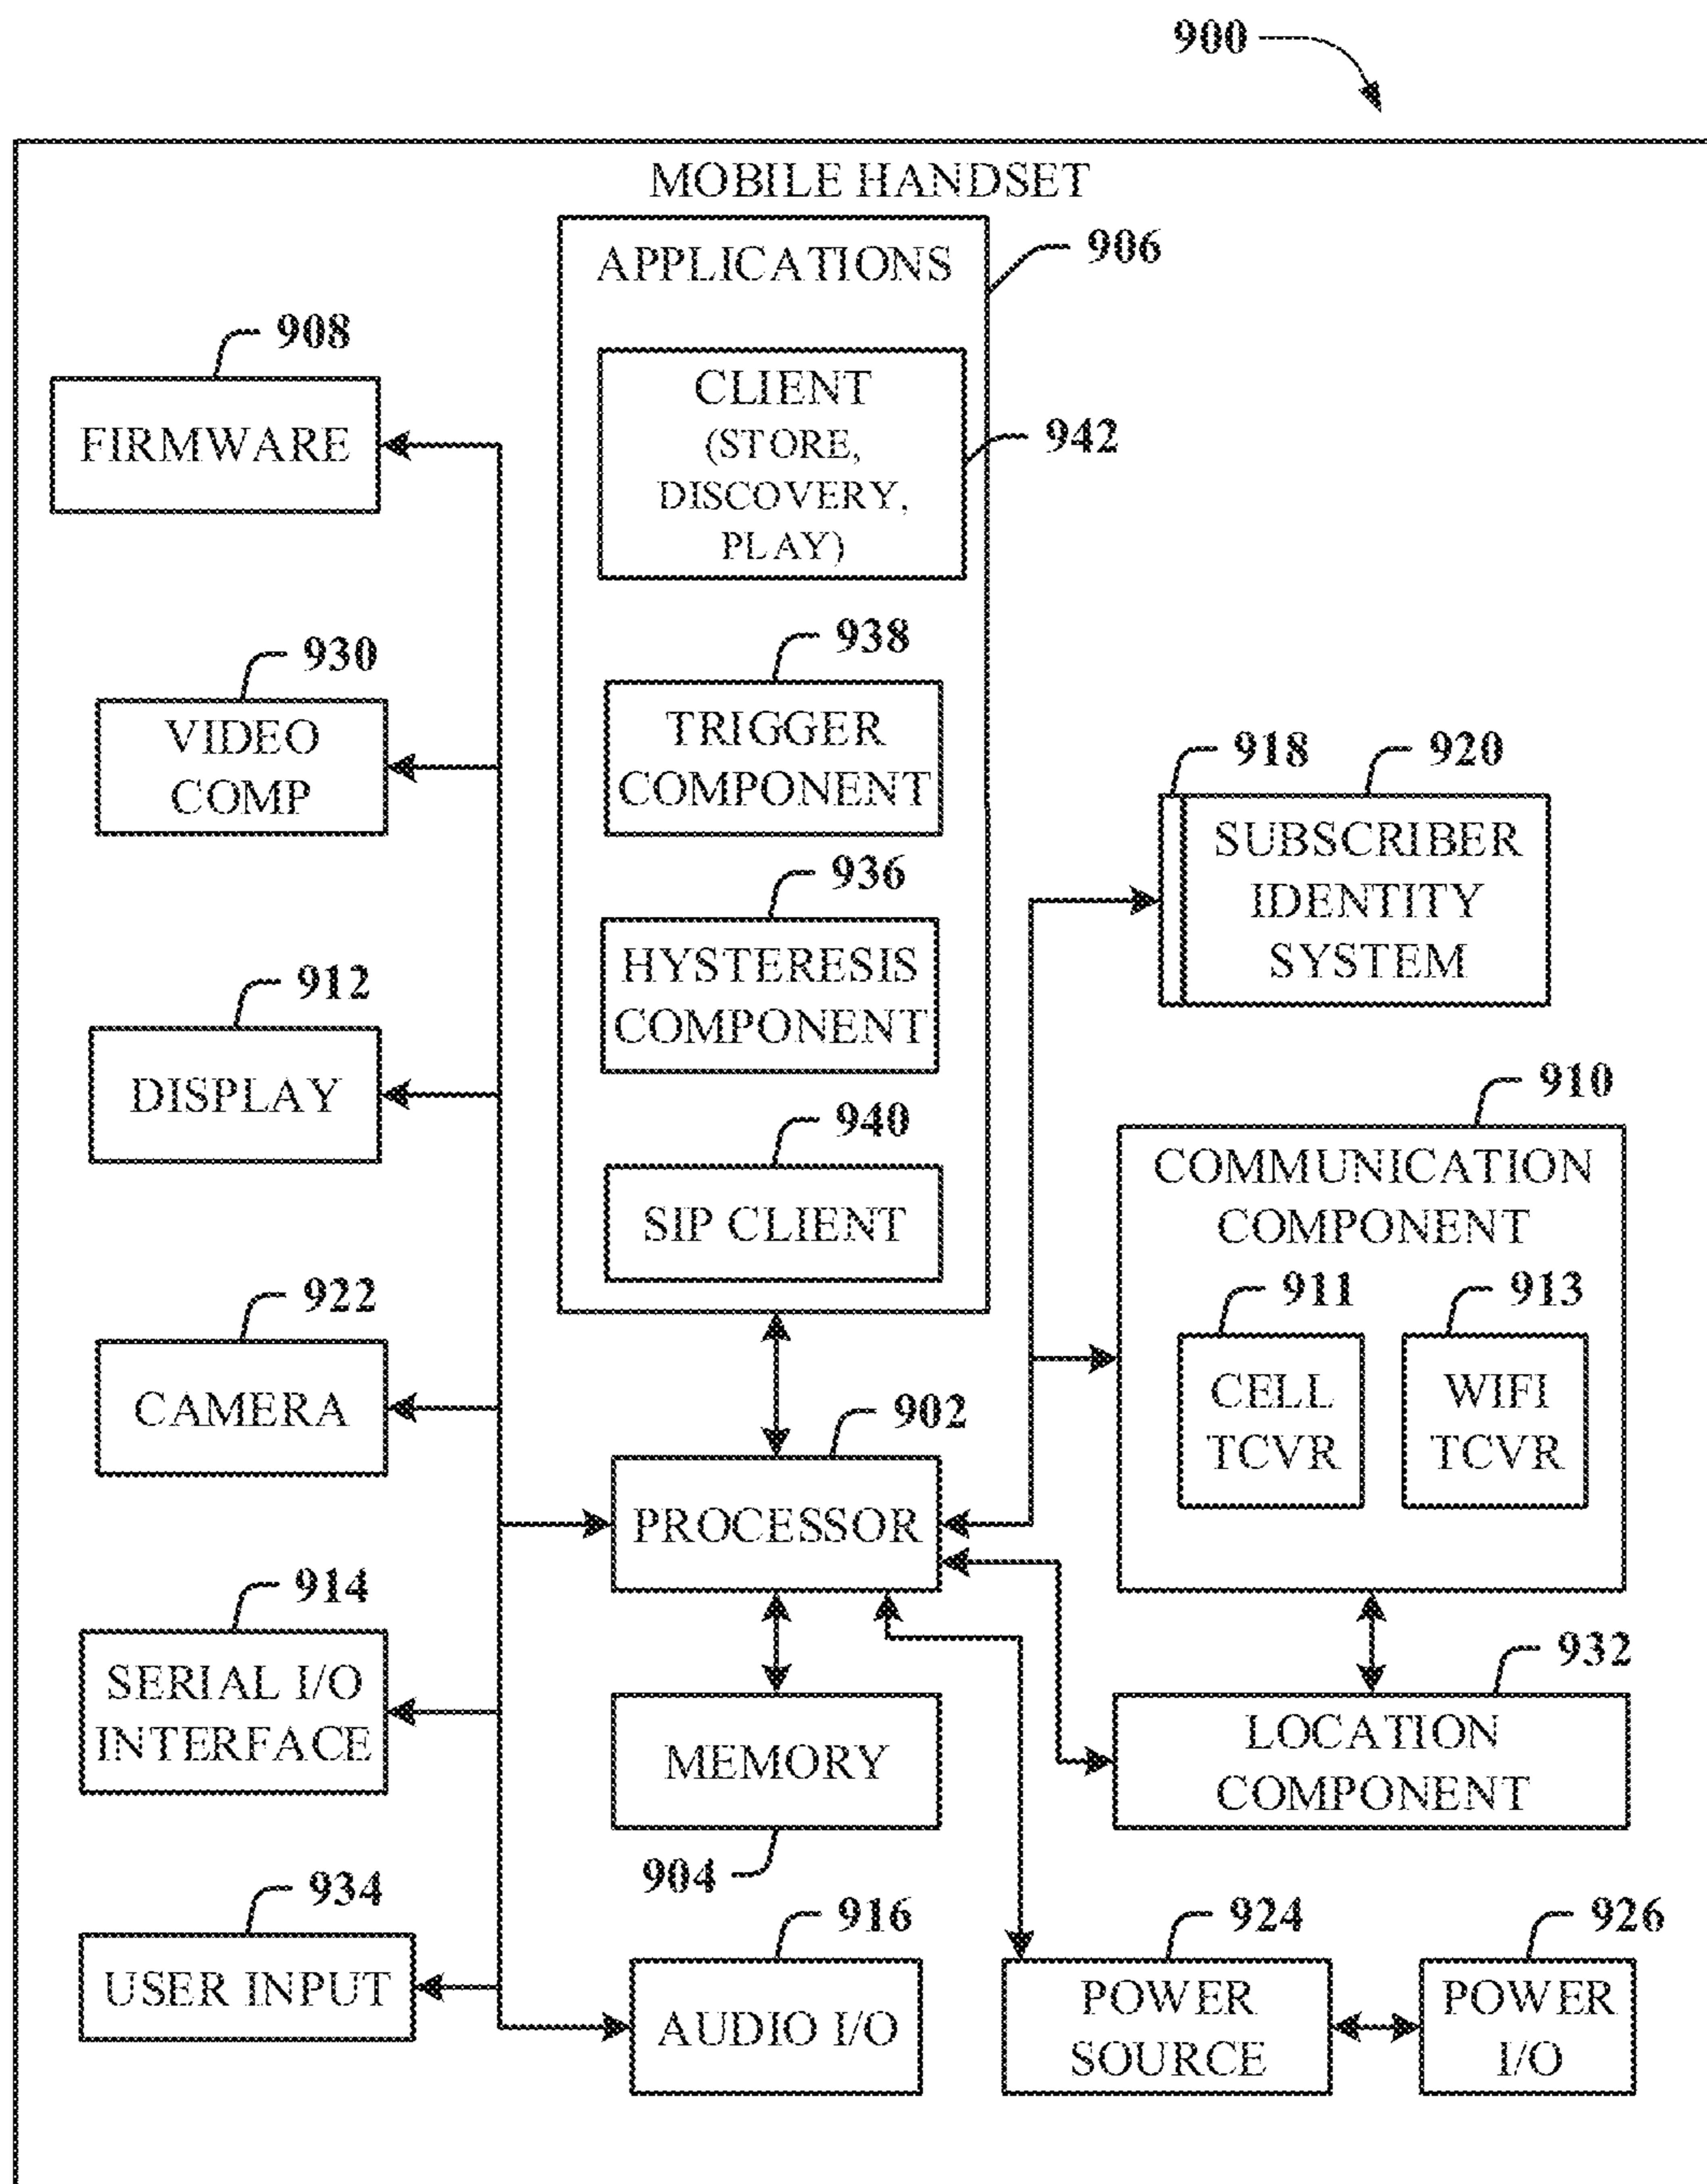 900
MOBILE HANDSET
APPLICATIONS
906
CLIENT
(STORE,
DISCOVERY,
PLAY)
942
908
FIRMWARE
938
TRIGGER
COMPONENT
930
VIDEO
COMP
918
920
SUBSCRIBER
IDENTITY
SYSTEM
936
HYSTERESIS
COMPONENT
912
DISPLAY
940
SIP CLIENT
910
COMMUNICATION
COMPONENT
911
CELL
TCVR
913
WIFI
TCVR
922
CAMERA
902
PROCESSOR
914
SERIAL I/O
INTERFACE
MEMORY
904
932
LOCATION
COMPONENT
934
USER INPUT
916
AUDIO I/O
924
POWER
SOURCE
926
POWER
I/O